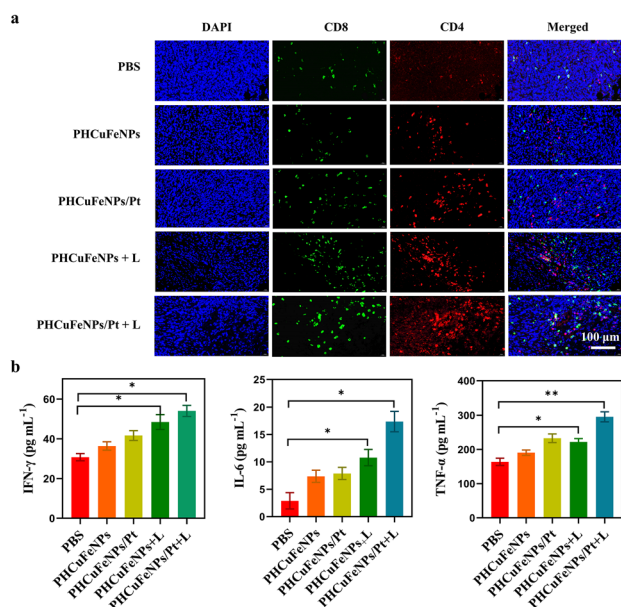 a
DAPI CD8 CD4 Merged
PBS
PHCuFeNPs
PHCuFeNPs/Pt
PHCuFeNPs + L
PHCuFeNPs/Pt + L
100 μm
b
IFN-γ (pg mL⁻¹)
60
40
20
0
*
*
PBS
PHCuFeNPs
PHCuFeNPs/Pt
PHCuFeNPs+L
PHCuFeNPs/Pt+L
IL-6 (pg mL⁻¹)
25
20
15
10
5
0
*
*
PBS
PHCuFeNPs
PHCuFeNPs/Pt
PHCuFeNPs+L
PHCuFeNPs/Pt+L
TNF-α (pg mL⁻¹)
400
300
200
100
0
**
*
PBS
PHCuFeNPs
PHCuFeNPs/Pt
PHCuFeNPs+L
PHCuFeNPs/Pt+L